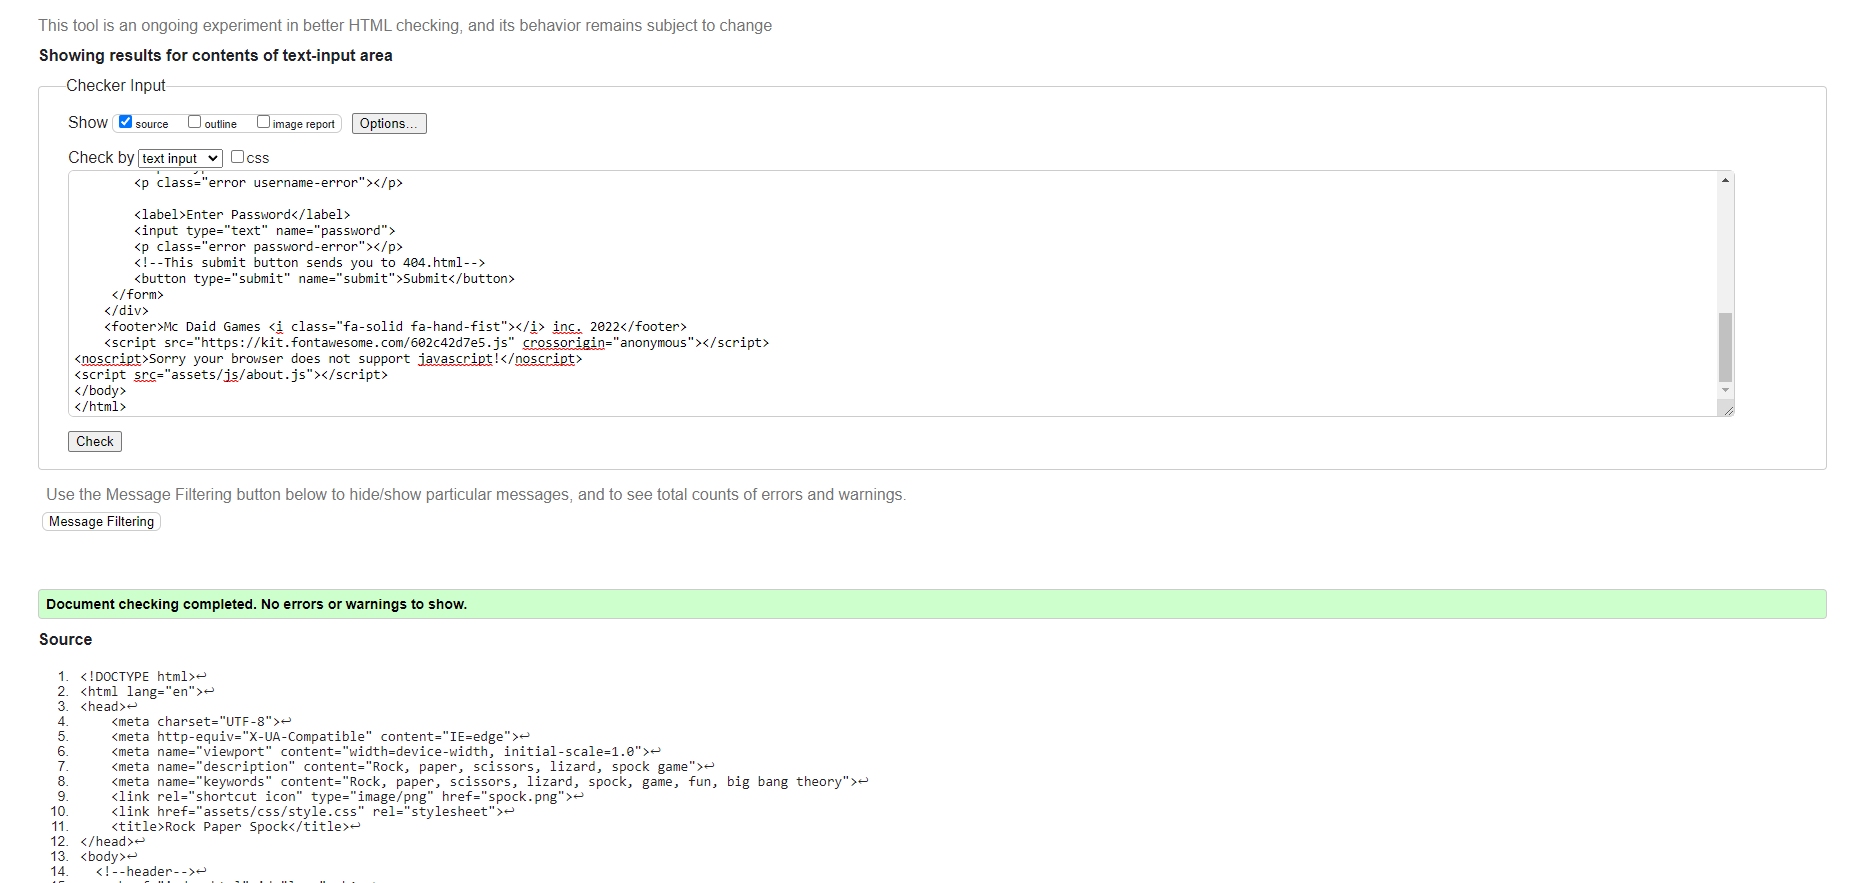 This tool is an ongoing experiment in better HTML checking, and its behavior remains subject to change
Showing results for contents of text-input area
Checker Input
Show source outline image report Options...
Check by text input css
<p class="error username-error"></p>
<label>Enter Password</label>
<input type="text" name="password">
<p class="error password-error"></p>
<!--This submit button sends you to 404.html-->
<button type="submit" name="submit">Submit</button>
</form>
</div>
<footer>Mc Daid Games <i class="fa-solid fa-hand-fist"></i> inc. 2022</footer>
<script src="https://kit.fontawesome.com/602c42d7e5.js" crossorigin="anonymous"></script>
<noscript>Sorry your browser does not support javascript!</noscript>
<script src="assets/js/about.js"></script>
</body>
</html>
Check
Use the Message Filtering button below to hide/show particular messages, and to see total counts of errors and warnings.
Message Filtering
Document checking completed. No errors or warnings to show.
Source
1. <!DOCTYPE html>↩
2. <html lang="en">↩
3. <head>↩
4. <meta charset="UTF-8">↩
5. <meta http-equiv="X-UA-Compatible" content="IE=edge">↩
6. <meta name="viewport" content="width=device-width, initial-scale=1.0">↩
7. <meta name="description" content="Rock, paper, scissors, lizard, spock game">↩
8. <meta name="keywords" content="Rock, paper, scissors, lizard, spock, game, fun, big bang theory">↩
9. <link rel="shortcut icon" type="image/png" href="spock.png">↩
10. <link href="assets/css/style.css" rel="stylesheet">↩
11. <title>Rock Paper Spock</title>↩
12. </head>↩
13. <body>↩
14. <!--header-->↩